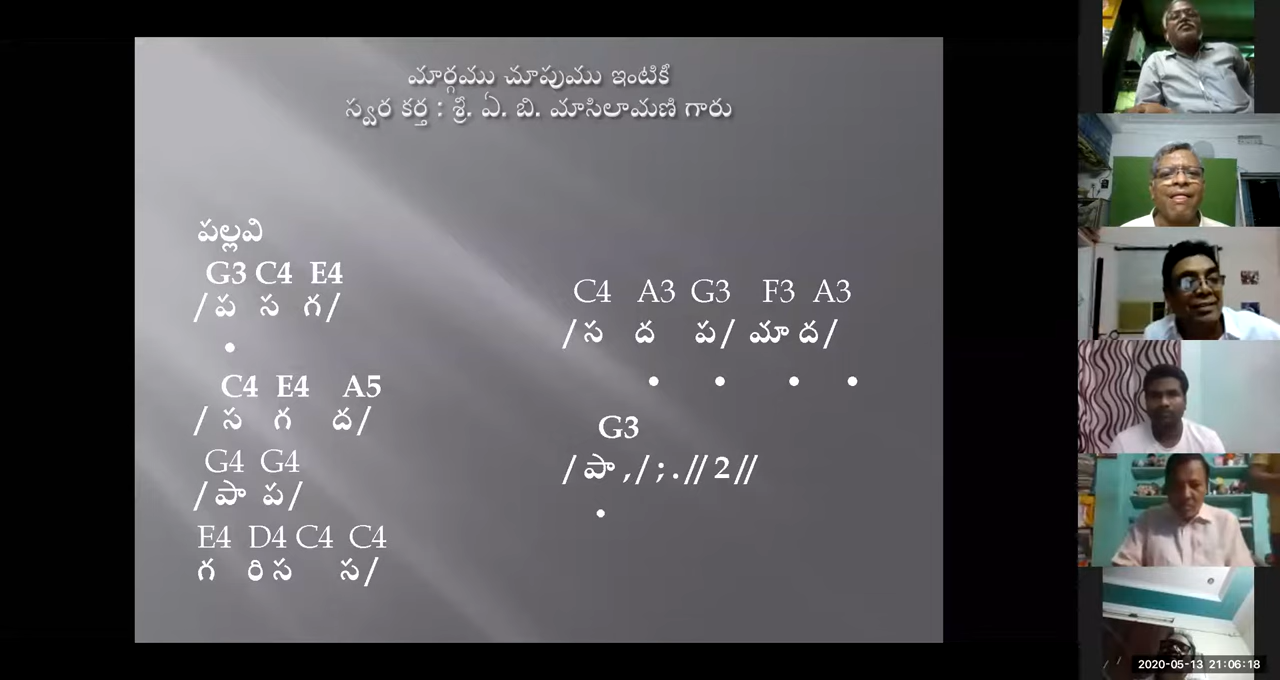 మార్గము చూపుము ఇంటికి
స్వర కర్త : శ్రీ. ఏ. బి. మాసిలామణి గారు
పల్లవి
G3 C4 E4
/ ప స గ /
•
C4 E4 A5
/ స గ ద /
G4 G4
/ పా ప /
E4 D4 C4 C4
గ రి స స /
C4 A3 G3 F3 A3
/ స ద ప / మా ద /
• • • •
G3
/ పా , / ; . // 2 //
•
2020-05-13 21:06:18